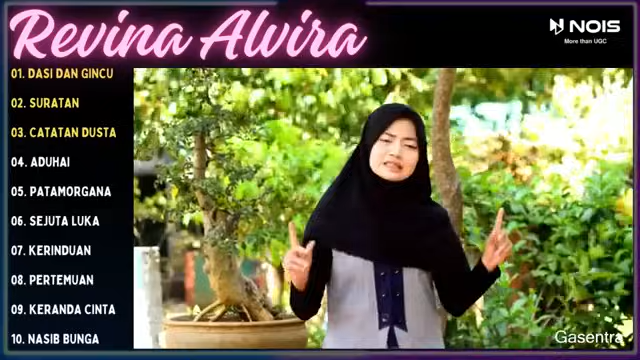 Revina Alvira
NOIS
More than UGC
01. DASI DAN GINCU
02. SURATAN
03. CATATAN DUSTA
04. ADUHAI
05. PATAMORGANA
06. SEJUTA LUKA
07. KERINDUAN
08. PERTEMUAN
09. KERANDA CINTA
10. NASIB BUNGA
Gasentra